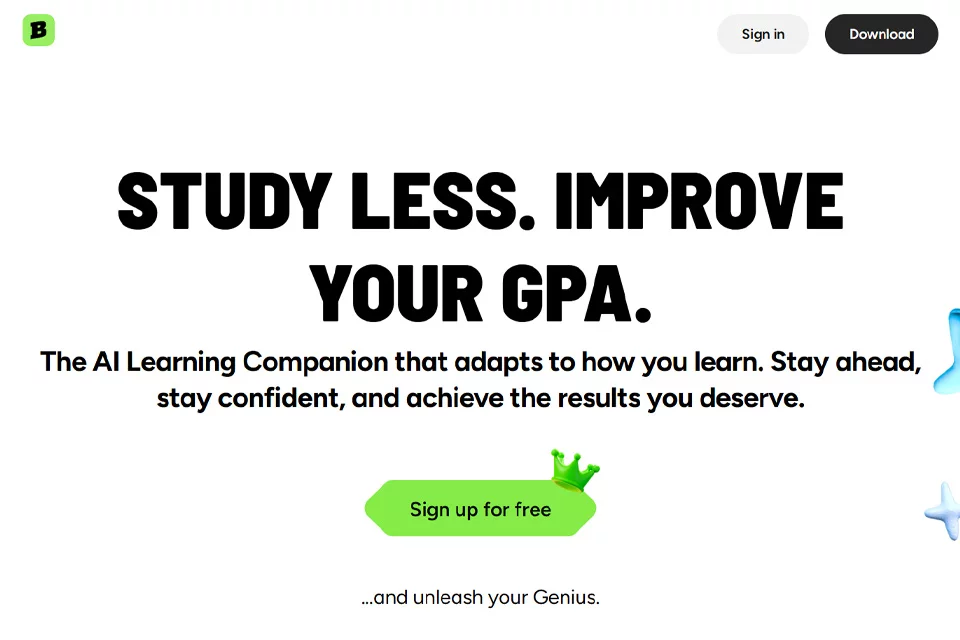 B
Sign in
Download
STUDY LESS. IMPROVE
YOUR GPA.
The AI Learning Companion that adapts to how you learn. Stay ahead,
stay confident, and achieve the results you deserve.
Sign up for free
...and unleash your Genius.